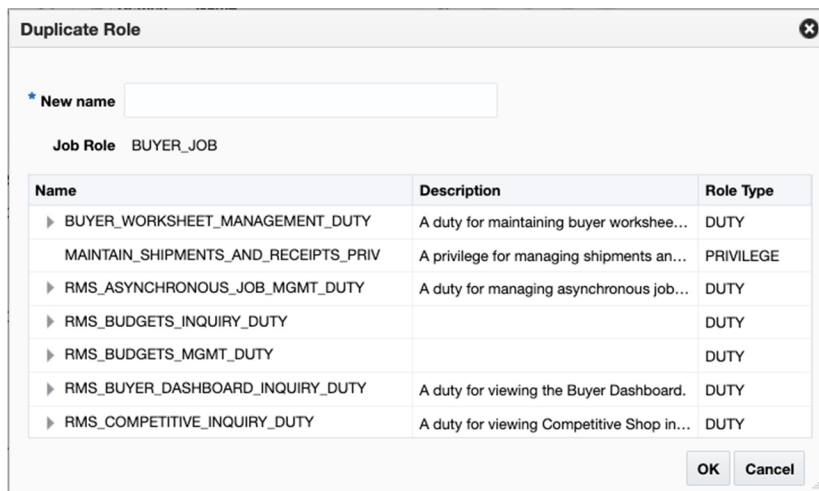 Duplicate Role
* New name
Job Role BUYER_JOB
Name Description Role Type
BUYER_WORKSHEET_MANAGEMENT_DUTY A duty for maintaining buyer workshee... DUTY
MAINTAIN_SHIPMENTS_AND_RECEIPTS_PRIV A privilege for managing shipments an... PRIVILEGE
RMS_ASYNCHRONOUS_JOB_MGMT_DUTY A duty for managing asynchronous job... DUTY
RMS_BUDGETS_INQUIRY_DUTY DUTY
RMS_BUDGETS_MGMT_DUTY DUTY
RMS_BUYER_DASHBOARD_INQUIRY_DUTY A duty for viewing the Buyer Dashboard. DUTY
RMS_COMPETITIVE_INQUIRY_DUTY A duty for viewing Competitive Shop in... DUTY
OK Cancel